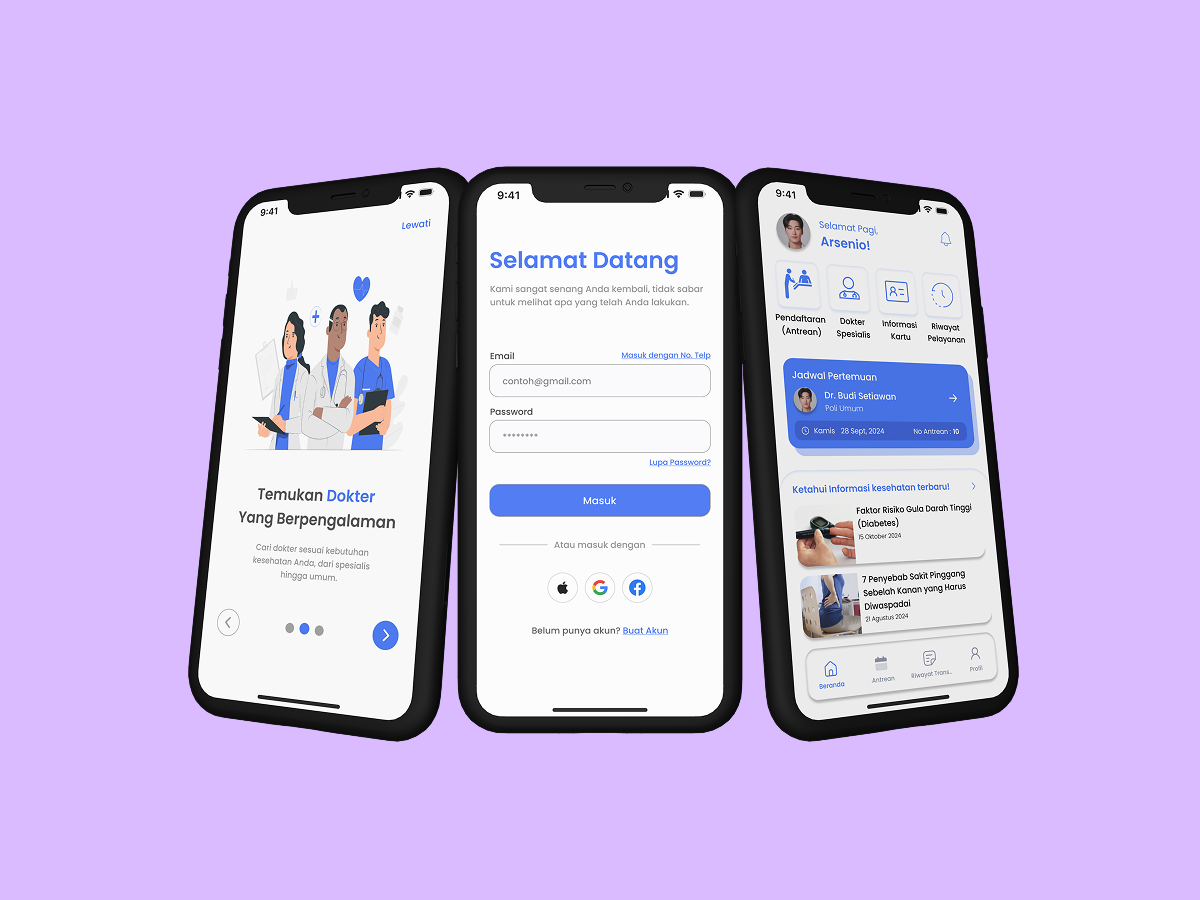 9:41
Lewati
Temukan Dokter
Yang Berpengalaman
Cari dokter sesuai kebutuhan
kesehatan Anda, dari spesialis
hingga umum.
9:41
Selamat Datang
Kami sangat senang Anda kembali, tidak sabar
untuk melihat apa yang telah Anda lakukan.
Email
Masuk dengan No. Telp
contoh@gmail.com
Password
********
Lupa Password?
Masuk
Atau masuk dengan
Belum punya akun? Buat Akun
9:41
Selamat Pagi,
Arsenio!
Pendaftaran
(Antrean)
Dokter
Spesialis
Informasi
Kartu
Riwayat
Pelayanan
Jadwal Pertemuan
Dr. Budi Setiawan
Poli Umum
Kamis 28 Sept, 2024
No Antrean : 10
Ketahui Informasi kesehatan terbaru!
Faktor Risiko Gula Darah Tinggi
(Diabetes)
15 Oktober 2024
7 Penyebab Sakit Pinggang
Sebelah Kanan yang Harus
Diwaspadai
21 Agustus 2024
Beranda
Antrean
Riwayat Trans...
Profil